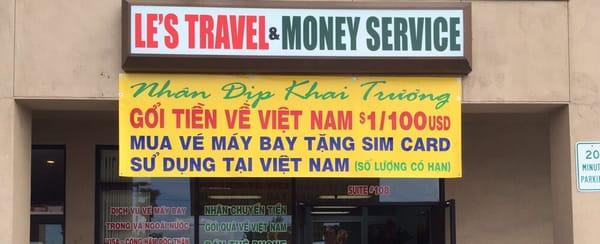 LE'S TRAVEL & MONEY SERVICE
Nhân Dịp Khai Trương
GỞI TIỀN VỀ VIỆT NAM $1/100USD
MUA VÉ MÁY BAY TẶNG SIM CARD
SỬ DỤNG TẠI VIỆT NAM (SỐ LƯỢNG CÓ HẠN)
SUITE #108
DỊCH VỤ VÉ MÁY BAY
TRONG VÀ NGOÀI NƯỚC
NHẬN CHUYỂN TIỀN
GỞI QUÀ VỀ VIỆT NAM
20
MINUTE
PARKING